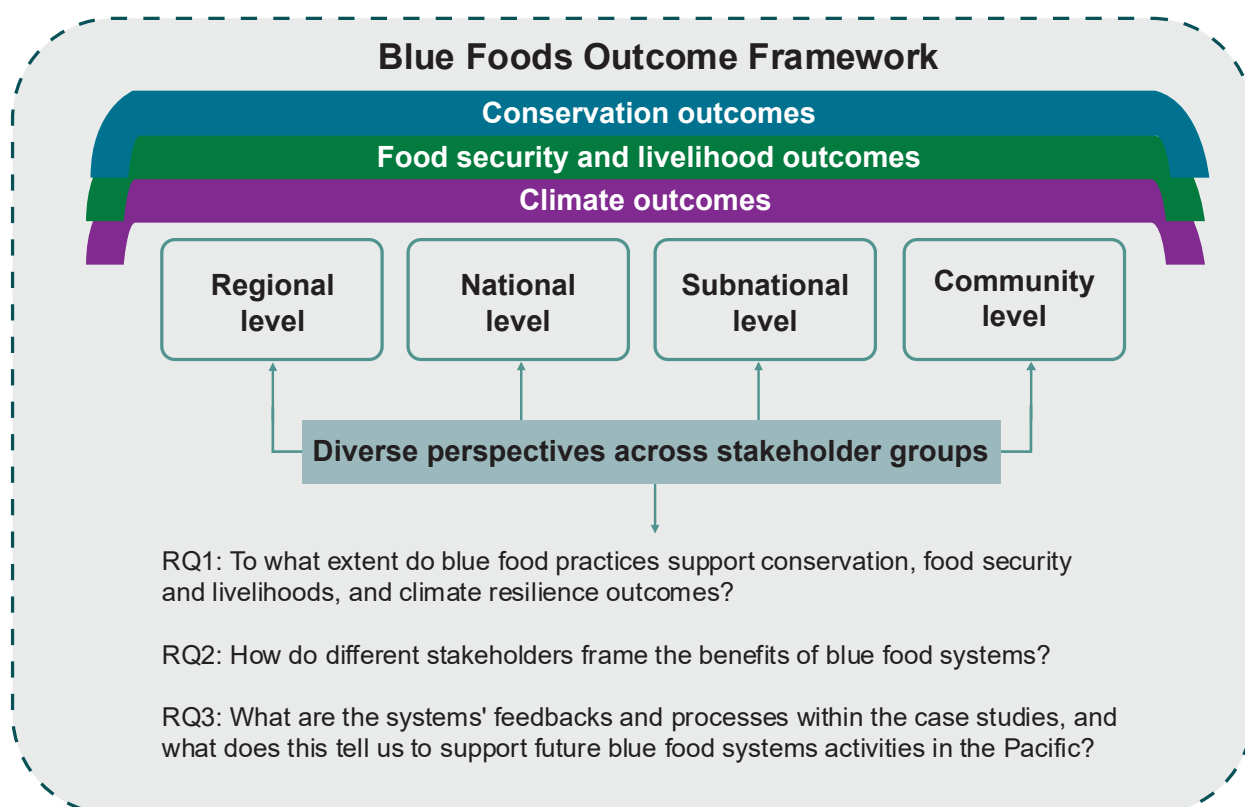 Blue Foods Outcome Framework
Conservation outcomes
Food security and livelihood outcomes
Climate outcomes
Regional
level
National
level
Subnational
level
Community
level
Diverse perspectives across stakeholder groups
RQ1: To what extent do blue food practices support conservation, food security
and livelihoods, and climate resilience outcomes?
RQ2: How do different stakeholders frame the benefits of blue food systems?
RQ3: What are the systems' feedbacks and processes within the case studies, and
what does this tell us to support future blue food systems activities in the Pacific?